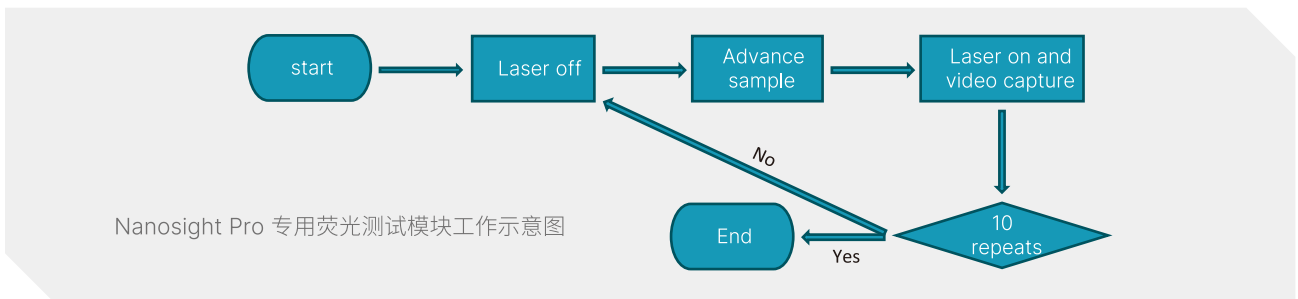 start
Laser off
Advance
sample
Laser on and
video capture
No
Nanosight Pro 专用荧光测试模块工作示意图
End
Yes
10
repeats